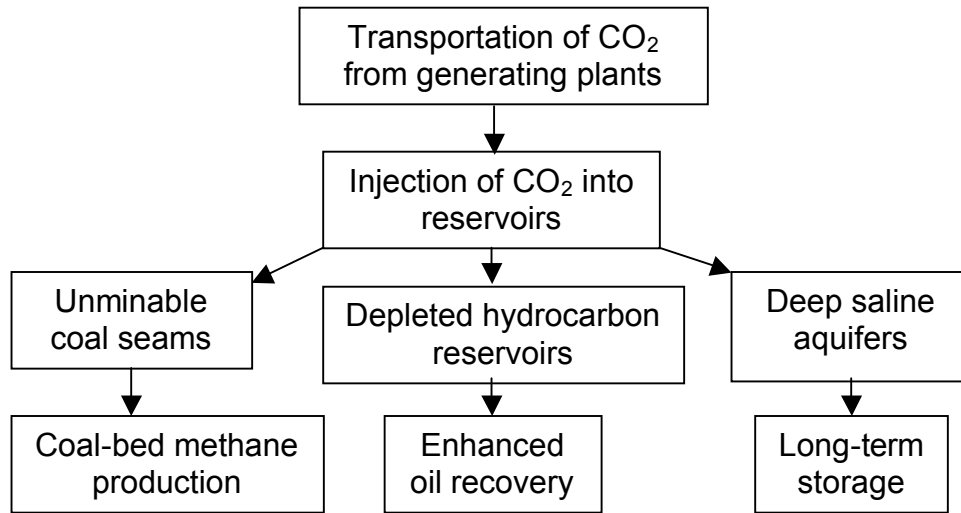 Transportation of CO₂
from generating plants
Injection of CO₂ into
reservoirs
Unminable
coal seams
Depleted hydrocarbon
reservoirs
Deep saline
aquifers
Coal-bed methane
production
Enhanced
oil recovery
Long-term
storage